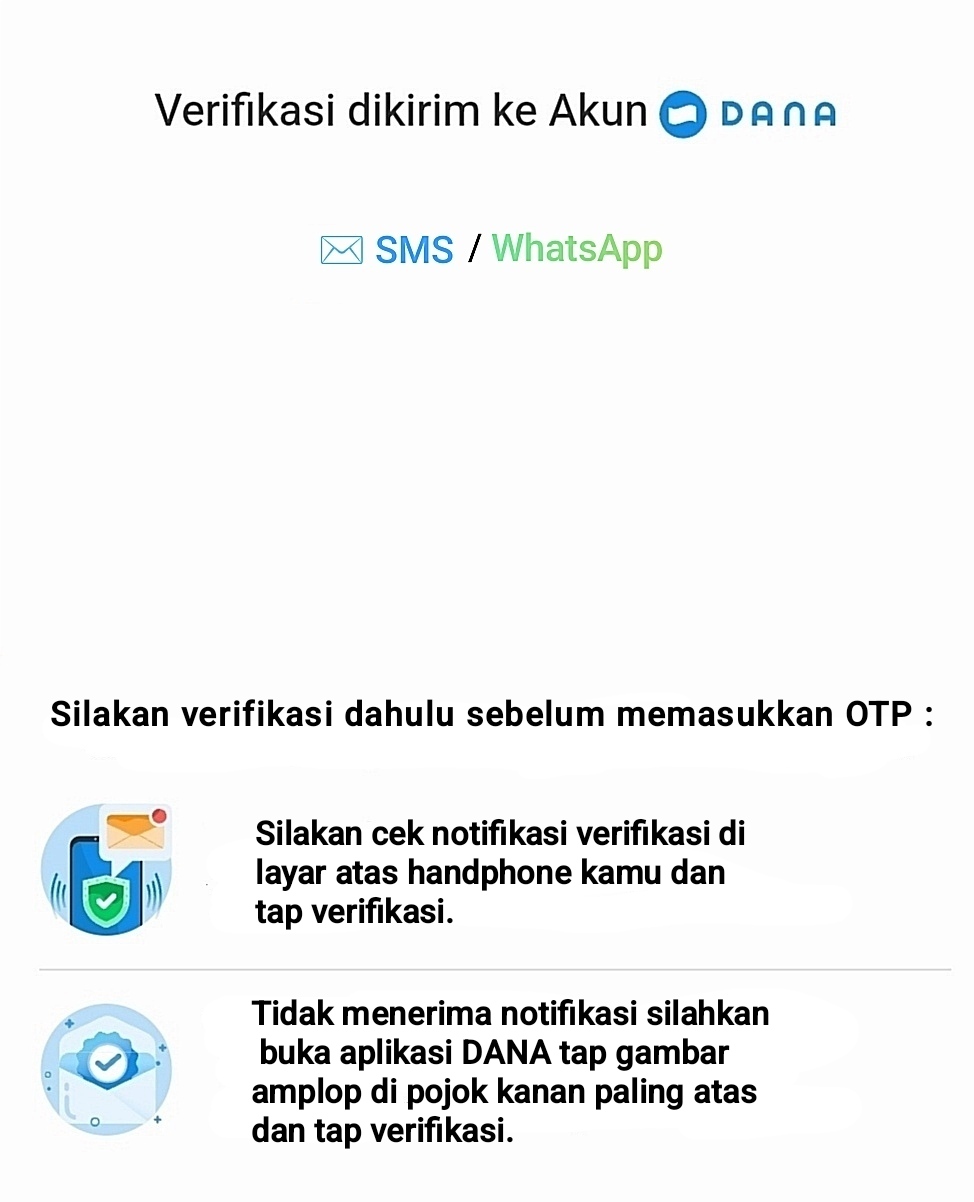 Verifikasi dikirim ke Akun DANA
SMS / WhatsApp
Silakan verifikasi dahulu sebelum memasukkan OTP :
Silakan cek notifikasi verifikasi di
layar atas handphone kamu dan
tap verifikasi.
Tidak menerima notifikasi silahkan
buka aplikasi DANA tap gambar
amplop di pojok kanan paling atas
dan tap verifikasi.